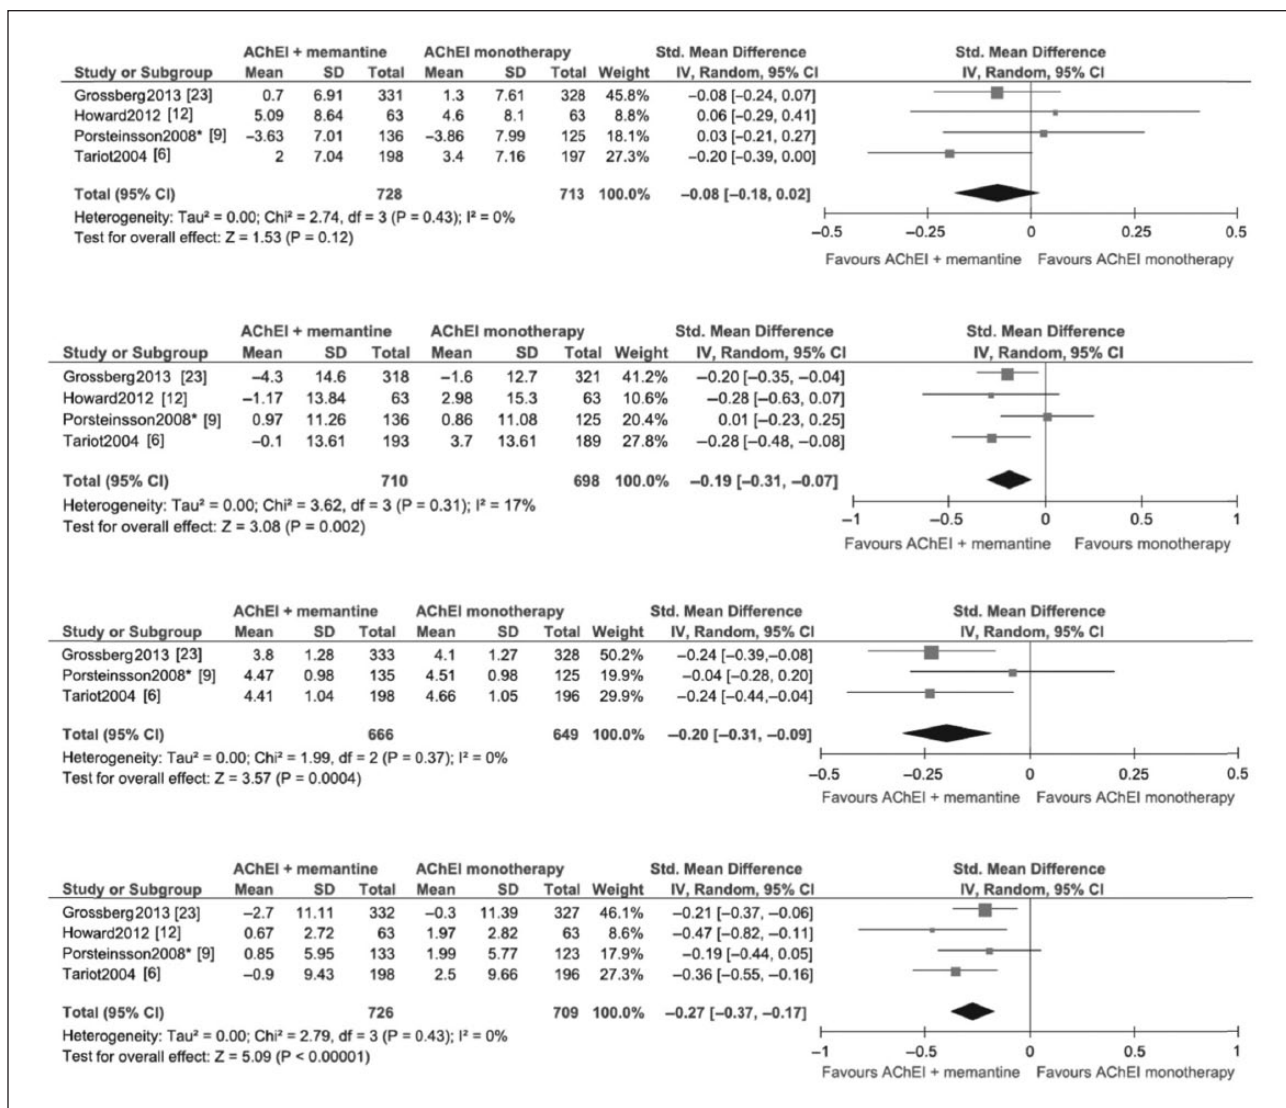 AChEI + memantine AChEI monotherapy Std. Mean Difference Std. Mean Difference
Study or Subgroup Mean SD Total Mean SD Total Weight IV, Random, 95% CI IV, Random, 95% CI
Grossberg2013 [23] 0.7 6.91 331 1.3 7.61 328 45.8% −0.08 [−0.24, 0.07]
Howard2012 [12] 5.09 8.64 63 4.6 8.1 63 8.8% 0.06 [−0.29, 0.41]
Porsteinsson2008* [9] −3.63 7.01 136 −3.86 7.99 125 18.1% 0.03 [−0.21, 0.27]
Tariot2004 [6] 2 7.04 198 3.4 7.16 197 27.3% −0.20 [−0.39, 0.00]
Total (95% CI) 728 713 100.0% −0.08 [−0.18, 0.02]
Heterogeneity: Tau² = 0.00; Chi² = 2.74, df = 3 (P = 0.43); I² = 0%
Test for overall effect: Z = 1.53 (P = 0.12)
−0.5 −0.25 0 0.25 0.5
Favours AChEI + memantine Favours AChEI monotherapy
AChEI + memantine AChEI monotherapy Std. Mean Difference Std. Mean Difference
Study or Subgroup Mean SD Total Mean SD Total Weight IV, Random, 95% CI IV, Random, 95% CI
Grossberg2013 [23] −4.3 14.6 318 −1.6 12.7 321 41.2% −0.20 [−0.35, −0.04]
Howard2012 [12] −1.17 13.84 63 2.98 15.3 63 10.6% −0.28 [−0.63, 0.07]
Porsteinsson2008* [9] 0.97 11.26 136 0.86 11.08 125 20.4% 0.01 [−0.23, 0.25]
Tariot2004 [6] −0.1 13.61 193 3.7 13.61 189 27.8% −0.28 [−0.48, −0.08]
Total (95% CI) 710 698 100.0% −0.19 [−0.31, −0.07]
Heterogeneity: Tau² = 0.00; Chi² = 3.62, df = 3 (P = 0.31); I² = 17%
Test for overall effect: Z = 3.08 (P = 0.002)
−1 −0.5 0 0.5 1
Favours AChEI + memantine Favours monotherapy
AChEI + memantine AChEI monotherapy Std. Mean Difference Std. Mean Difference
Study or Subgroup Mean SD Total Mean SD Total Weight IV, Random, 95% CI IV, Random, 95% CI
Grossberg2013 [23] 3.8 1.28 333 4.1 1.27 328 50.2% −0.24 [−0.39,−0.08]
Porsteinsson2008* [9] 4.47 0.98 135 4.51 0.98 125 19.9% −0.04 [−0.28, 0.20]
Tariot2004 [6] 4.41 1.04 198 4.66 1.05 196 29.9% −0.24 [−0.44,−0.04]
Total (95% CI) 666 649 100.0% −0.20 [−0.31, −0.09]
Heterogeneity: Tau² = 0.00; Chi² = 1.99, df = 2 (P = 0.37); I² = 0%
Test for overall effect: Z = 3.57 (P = 0.0004)
−0.5 −0.25 0 0.25 0.5
Favours AChEI + memantine Favours AChEI monotherapy
AChEI + memantine AChEI monotherapy Std. Mean Difference Std. Mean Difference
Study or Subgroup Mean SD Total Mean SD Total Weight IV, Random, 95% CI IV, Random, 95% CI
Grossberg2013 [23] −2.7 11.11 332 −0.3 11.39 327 46.1% −0.21 [−0.37, −0.06]
Howard2012 [12] 0.67 2.72 63 1.97 2.82 63 8.6% −0.47 [−0.82, −0.11]
Porsteinsson2008* [9] 0.85 5.95 133 1.99 5.77 123 17.9% −0.19 [−0.44, 0.05]
Tariot2004 [6] −0.9 9.43 198 2.5 9.66 196 27.3% −0.36 [−0.55, −0.16]
Total (95% CI) 726 709 100.0% −0.27 [−0.37, −0.17]
Heterogeneity: Tau² = 0.00; Chi² = 2.79, df = 3 (P = 0.43); I² = 0%
Test for overall effect: Z = 5.09 (P < 0.00001)
−1 −0.5 0 0.5 1
Favours AChEI + memantine Favours AChEI monotherapy